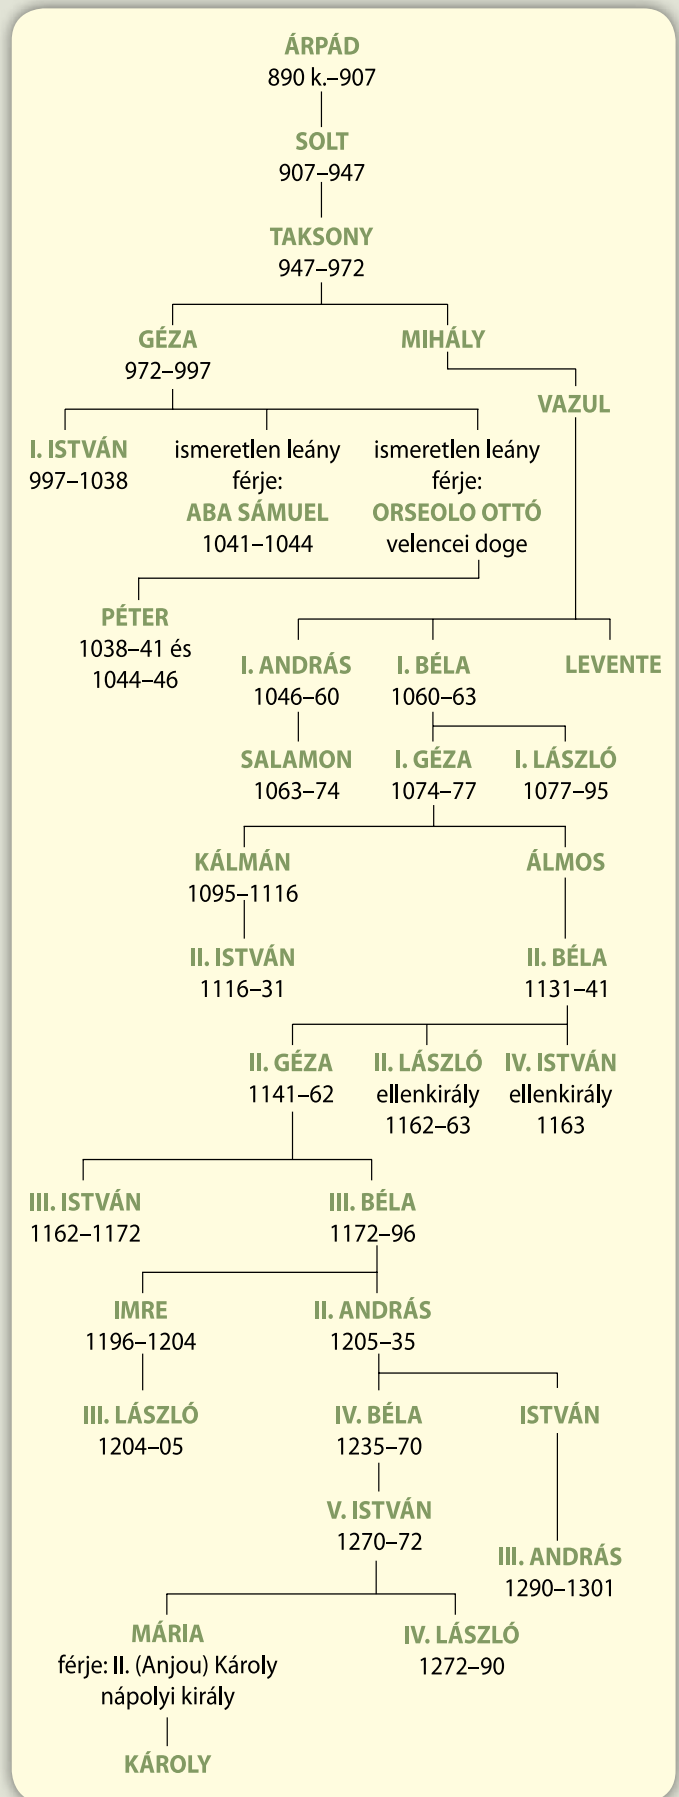 ÁRPÁD
890 k.–907
SOLT
907–947
TAKSONY
947–972
GÉZA
972–997
MIHÁLY
VAZUL
I. ISTVÁN
997–1038
ismeretlen leány
férje:
ABA SÁMUEL
1041–1044
ismeretlen leány
férje:
ORSEOLO OTTÓ
velencei doge
PÉTER
1038–41 és
1044–46
I. ANDRÁS
1046–60
I. BÉLA
1060–63
LEVENTE
SALAMON
1063–74
I. GÉZA
1074–77
I. LÁSZLÓ
1077–95
KÁLMÁN
1095–1116
ÁLMOS
II. ISTVÁN
1116–31
II. BÉLA
1131–41
II. GÉZA
1141–62
II. LÁSZLÓ
ellenkirály
1162–63
IV. ISTVÁN
ellenkirály
1163
III. ISTVÁN
1162–1172
III. BÉLA
1172–96
IMRE
1196–1204
II. ANDRÁS
1205–35
III. LÁSZLÓ
1204–05
IV. BÉLA
1235–70
ISTVÁN
V. ISTVÁN
1270–72
III. ANDRÁS
1290–1301
MÁRIA
férje: II. (Anjou) Károly
nápolyi király
IV. LÁSZLÓ
1272–90
KÁROLY